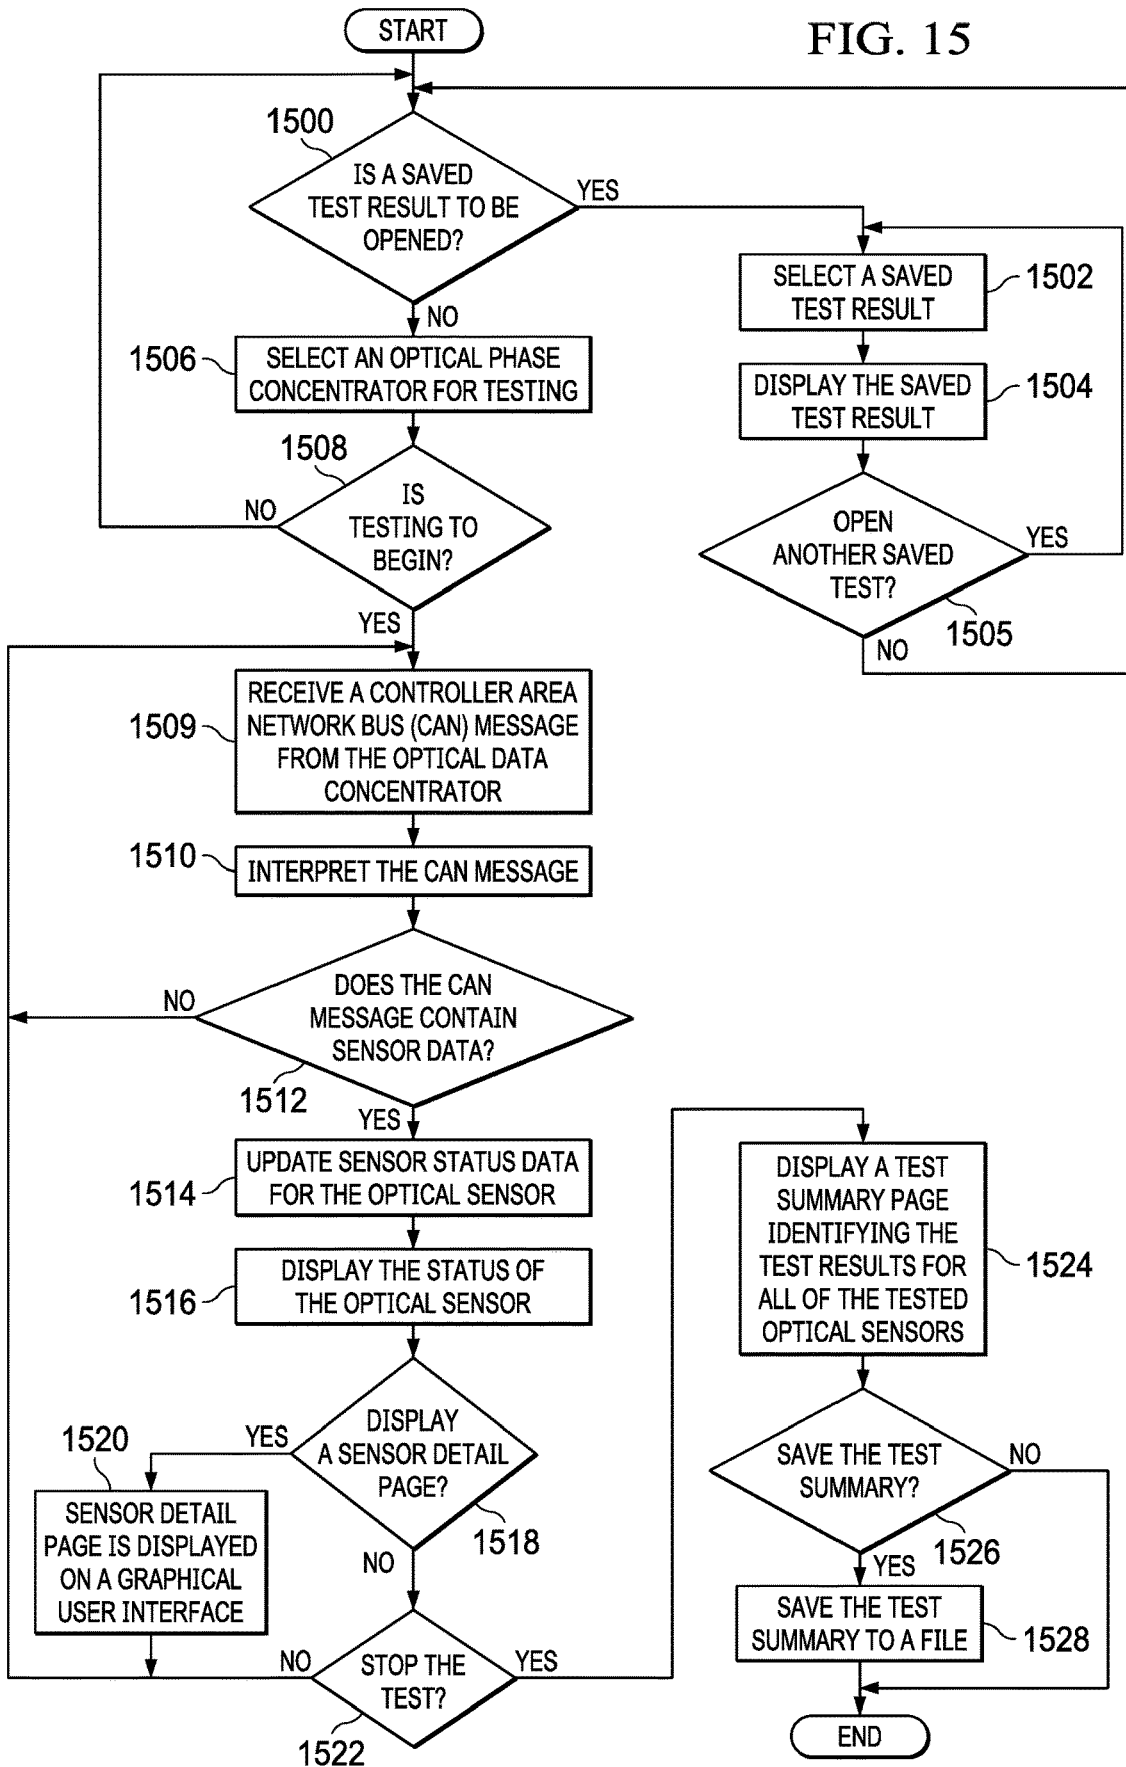 START
FIG. 15
1500
IS A SAVED
TEST RESULT TO BE
OPENED?
YES
NO
1502
SELECT A SAVED
TEST RESULT
1506
SELECT AN OPTICAL PHASE
CONCENTRATOR FOR TESTING
1504
DISPLAY THE SAVED
TEST RESULT
1508
NO
IS
TESTING TO
BEGIN?
YES
OPEN
ANOTHER SAVED
TEST?
YES
1505
NO
1509
RECEIVE A CONTROLLER AREA
NETWORK BUS (CAN) MESSAGE
FROM THE OPTICAL DATA
CONCENTRATOR
1510
INTERPRET THE CAN MESSAGE
NO
DOES THE CAN
MESSAGE CONTAIN
SENSOR DATA?
1512
YES
1514
UPDATE SENSOR STATUS DATA
FOR THE OPTICAL SENSOR
1516
DISPLAY THE STATUS OF
THE OPTICAL SENSOR
DISPLAY
A SENSOR DETAIL
PAGE?
YES
1518
NO
1520
SENSOR DETAIL
PAGE IS DISPLAYED
ON A GRAPHICAL
USER INTERFACE
NO
STOP THE
TEST?
YES
1522
DISPLAY A TEST
SUMMARY PAGE
IDENTIFYING THE
TEST RESULTS FOR
ALL OF THE TESTED
OPTICAL SENSORS
1524
SAVE THE TEST
SUMMARY?
NO
1526
YES
SAVE THE TEST
SUMMARY TO A FILE
1528
END